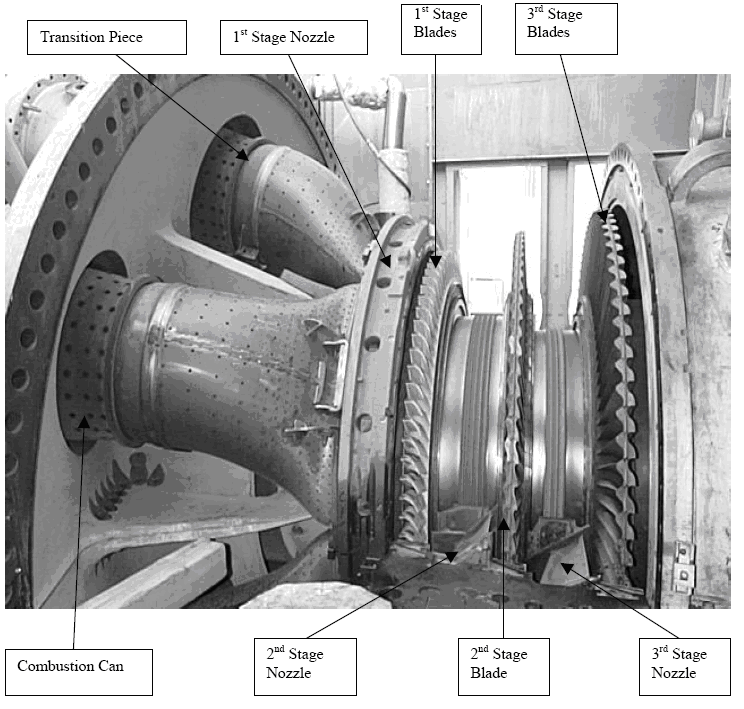 Transition Piece
1st Stage Nozzle
1st Stage
Blades
3rd Stage
Blades
Combustion Can
2nd Stage
Nozzle
2nd Stage
Blade
3rd Stage
Nozzle